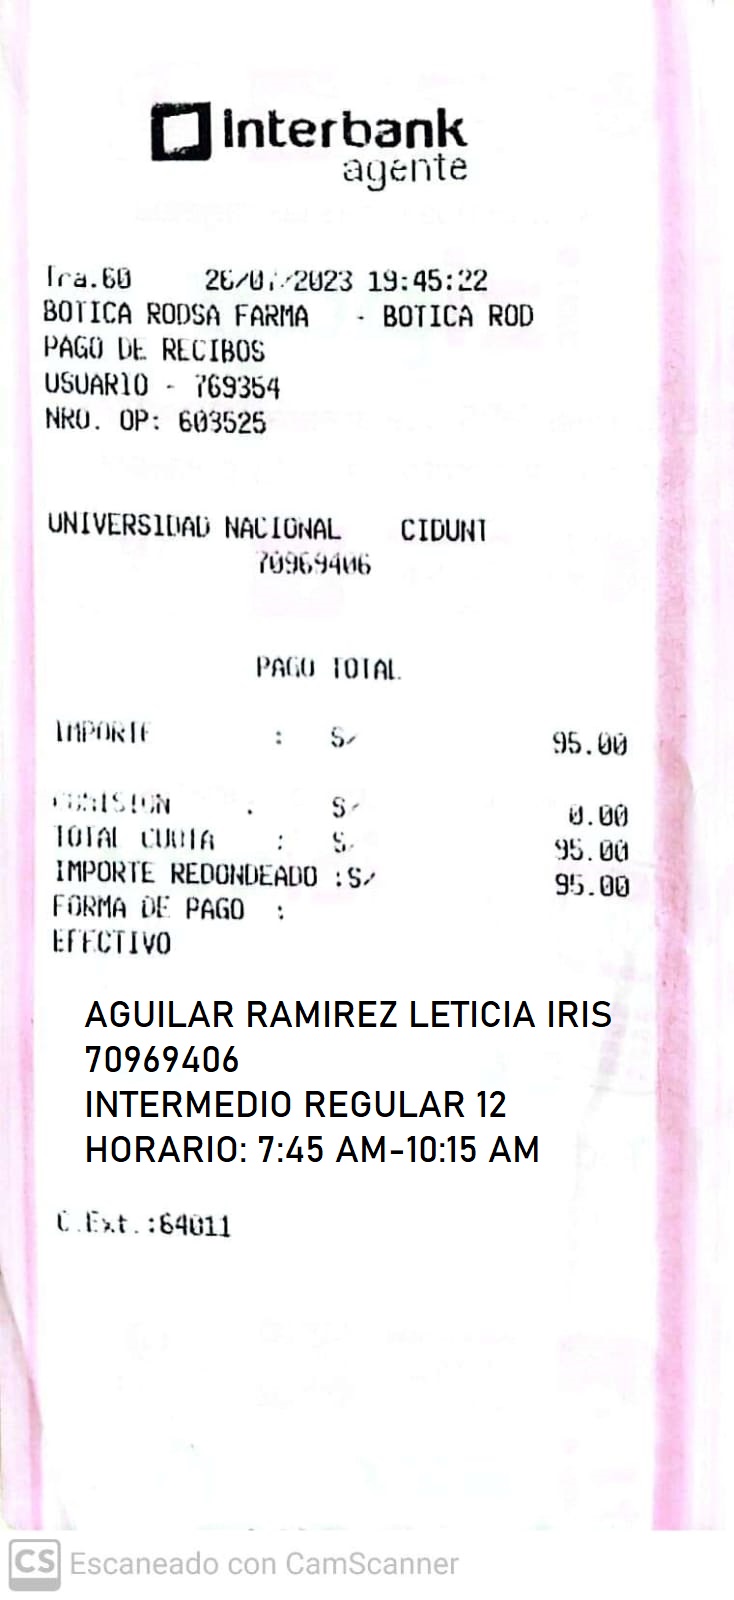 Interbank
agente
Tra.60 26/0 /2023 19:45:22
BOTICA RODSA FARMA - BOTICA ROD
PAGO DE RECIBOS
USUARIO - 769354
NRO. OP: 603525
UNIVERSIDAD NACIONAL CIDUNT
70969406
PAGO TOTAL
IMPORTE : S/ 95.00
COMISION : S/ 0.00
TOTAL CUOTA : S/ 95.00
IMPORTE REDONDEADO :S/ 95.00
FORMA DE PAGO :
EFECTIVO
AGUILAR RAMIREZ LETICIA IRIS
70969406
INTERMEDIO REGULAR 12
HORARIO: 7:45 AM-10:15 AM
C.Ext.:64011
CS Escaneado con CamScanner